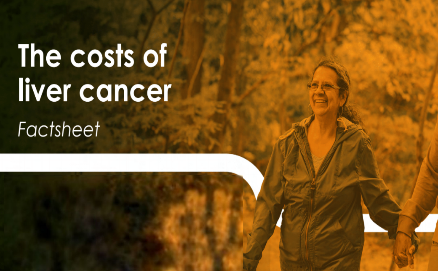 The costs of
liver cancer
Factsheet